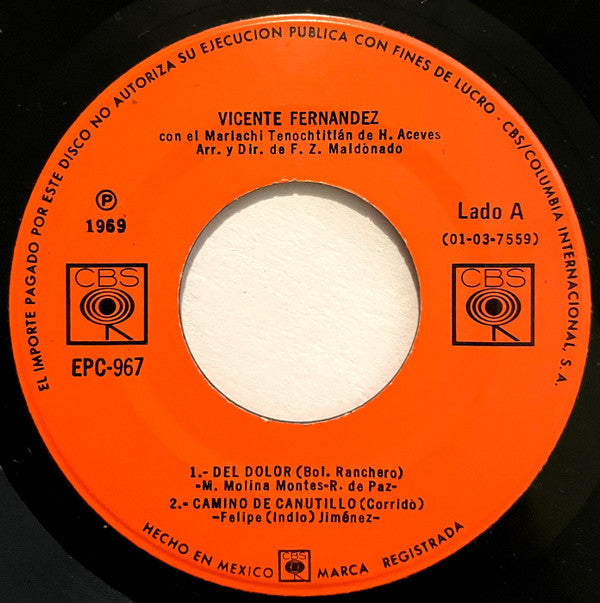 EL IMPORTE PAGADO POR ESTE DISCO NO AUTORIZA SU EJECUCION PUBLICA CON FINES DE LUCRO - CBS/COLUMBIA INTERNACIONAL, S.A.
VICENTE FERNANDEZ
con el Mariachi Tenochtitlán de H. Aceves
Arr. y Dir. de F. Z. Maldonado
℗
1969
Lado A
(01-03-7559)
CBS
CBS
EPC-967
1.- DEL DOLOR (Bol. Ranchero)
-M. Molina Montes-R. de Paz-
2.- CAMINO DE CANUTILLO (Corrido)
-Felipe (Indio) Jiménez-
HECHO EN MEXICO CBS MARCA REGISTRADA